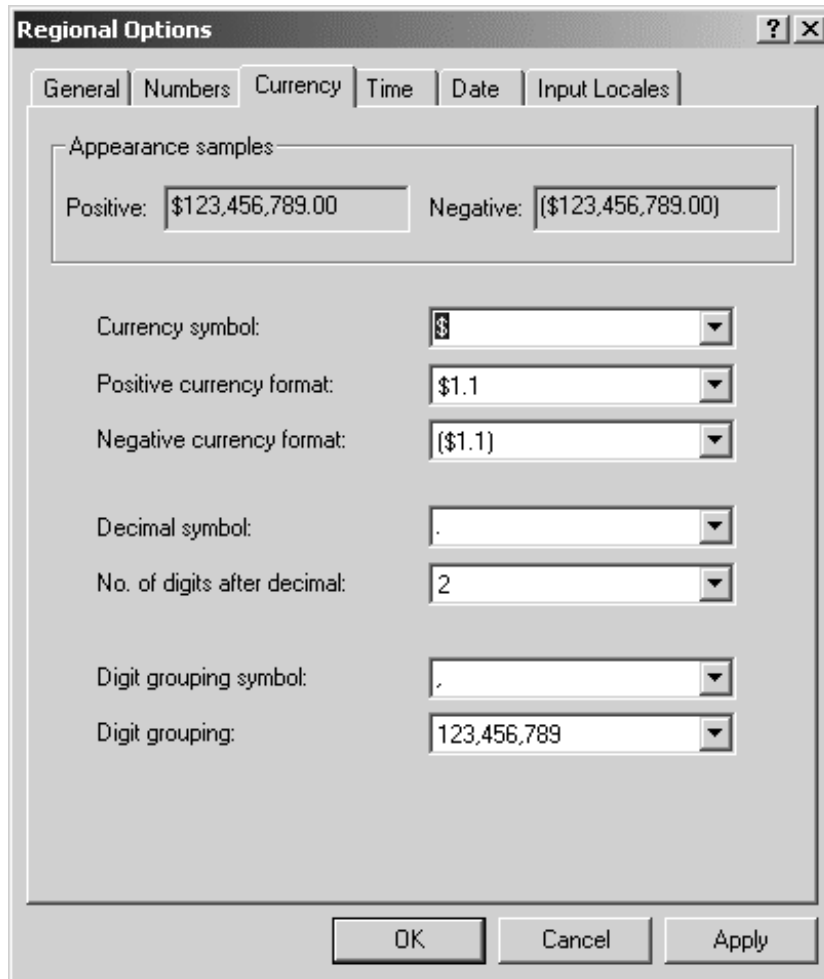 Regional Options
General Numbers Currency Time Date Input Locales
Appearance samples
Positive: $123,456,789.00 Negative: ($123,456,789.00)
Currency symbol: $
Positive currency format: $1.1
Negative currency format: ($1.1)
Decimal symbol: .
No. of digits after decimal: 2
Digit grouping symbol: ,
Digit grouping: 123,456,789
OK Cancel Apply